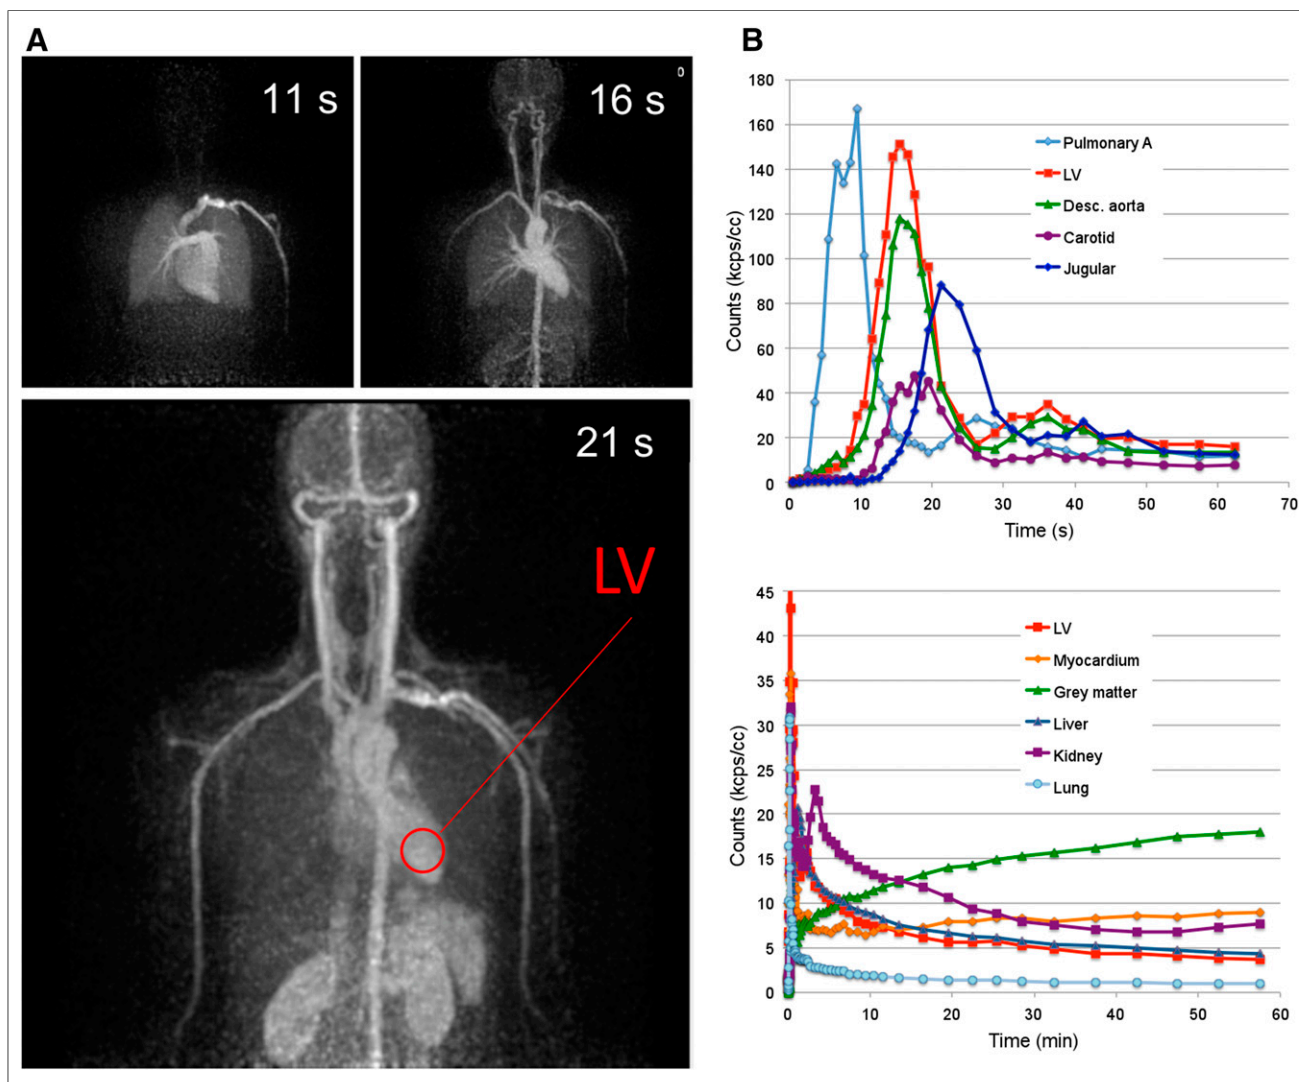 A
B
11 s
16 s
0
21 s
LV
180
160
140
120
100
80
60
40
20
0
Counts (kcps/cc)
Pulmonary A
LV
Desc. aorta
Carotid
Jugular
0 10 20 30 40 50 60 70
Time (s)
45
40
35
30
25
20
15
10
5
0
Counts (kcps/cc)
LV
Myocardium
Grey matter
Liver
Kidney
Lung
0 10 20 30 40 50 60
Time (min)